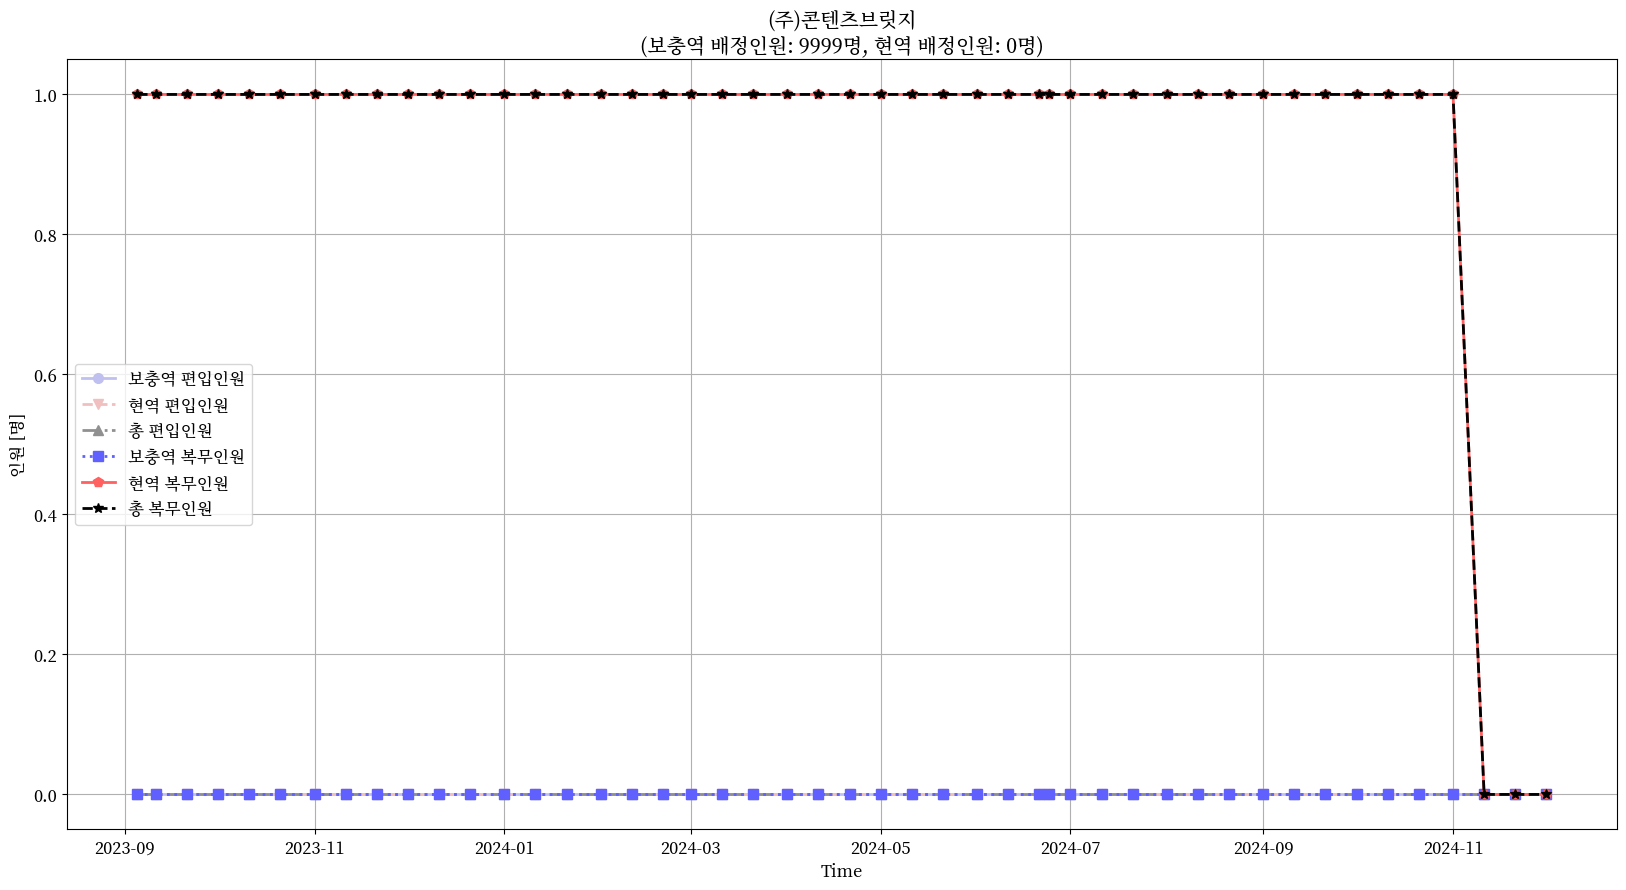 (주)콘텐츠브릿지
(보충역 배정인원: 9999명, 현역 배정인원: 0명)
1.0
0.8
0.6
0.4
0.2
0.0
인원 [명]
보충역 편입인원
현역 편입인원
총 편입인원
보충역 복무인원
현역 복무인원
총 복무인원
2023-09
2023-11
2024-01
2024-03
2024-05
2024-07
2024-09
2024-11
Time